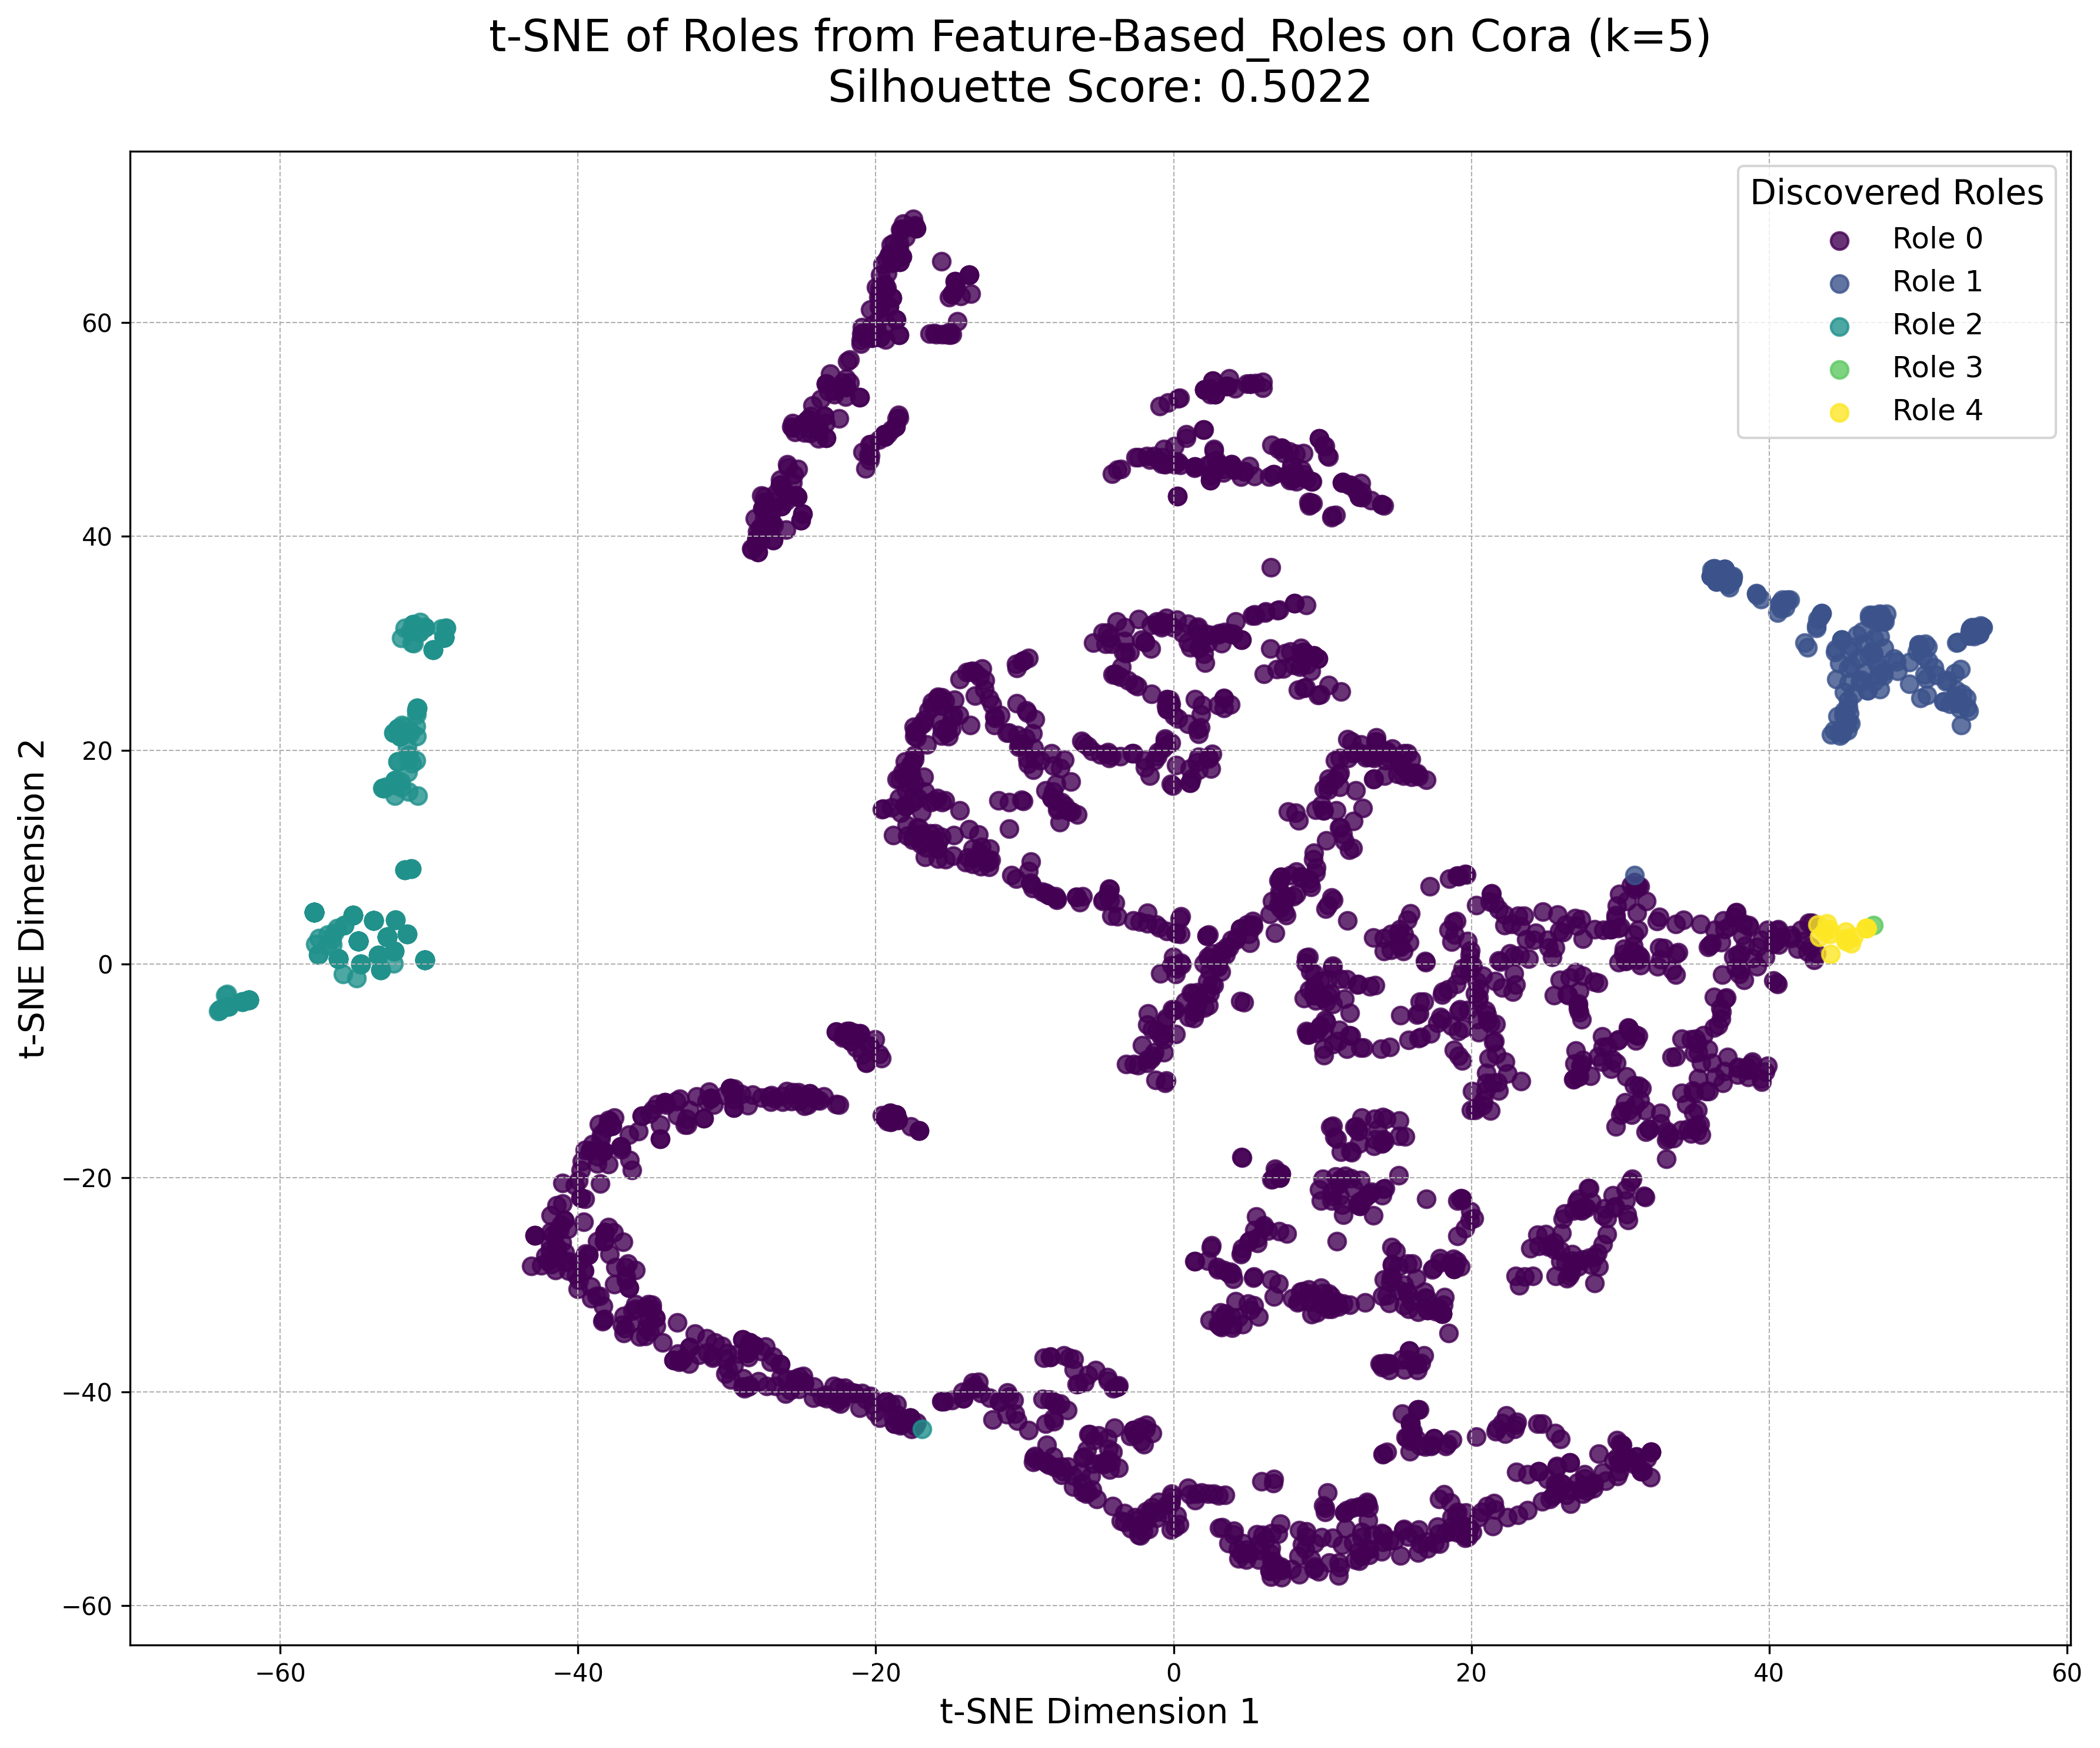 t-SNE of Roles from Feature-Based_Roles on Cora (k=5)
Silhouette Score: 0.5022
Discovered Roles
Role 0
Role 1
Role 2
Role 3
Role 4
t-SNE Dimension 2
60
40
20
0
−20
−40
−60
−60
−40
−20
0
20
40
60
t-SNE Dimension 1